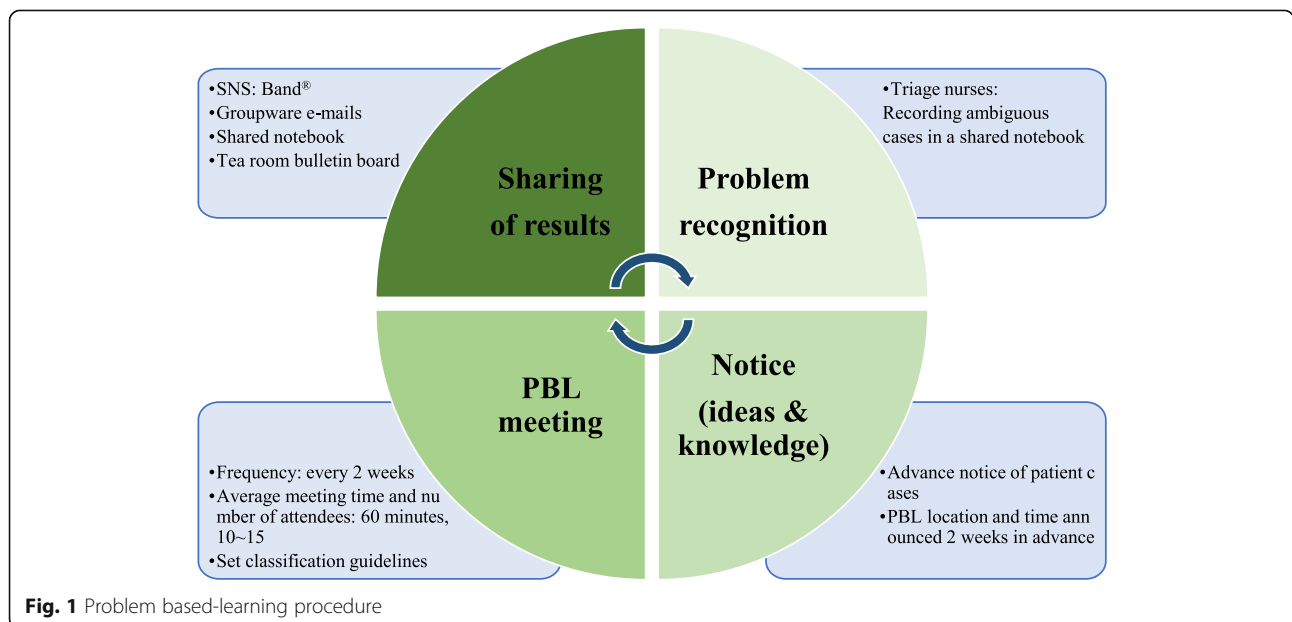 •SNS: Band®
•Groupware e-mails
•Shared notebook
•Tea room bulletin board
Sharing
of results
Problem
recognition
•Triage nurses:
Recording ambiguous
cases in a shared notebook
PBL
meeting
•Frequency: every 2 weeks
•Average meeting time and nu
mber of attendees: 60 minutes,
10~15
•Set classification guidelines
Notice
(ideas &
knowledge)
•Advance notice of patient c
ases
•PBL location and time ann
ounced 2 weeks in advance
Fig. 1 Problem based-learning procedure